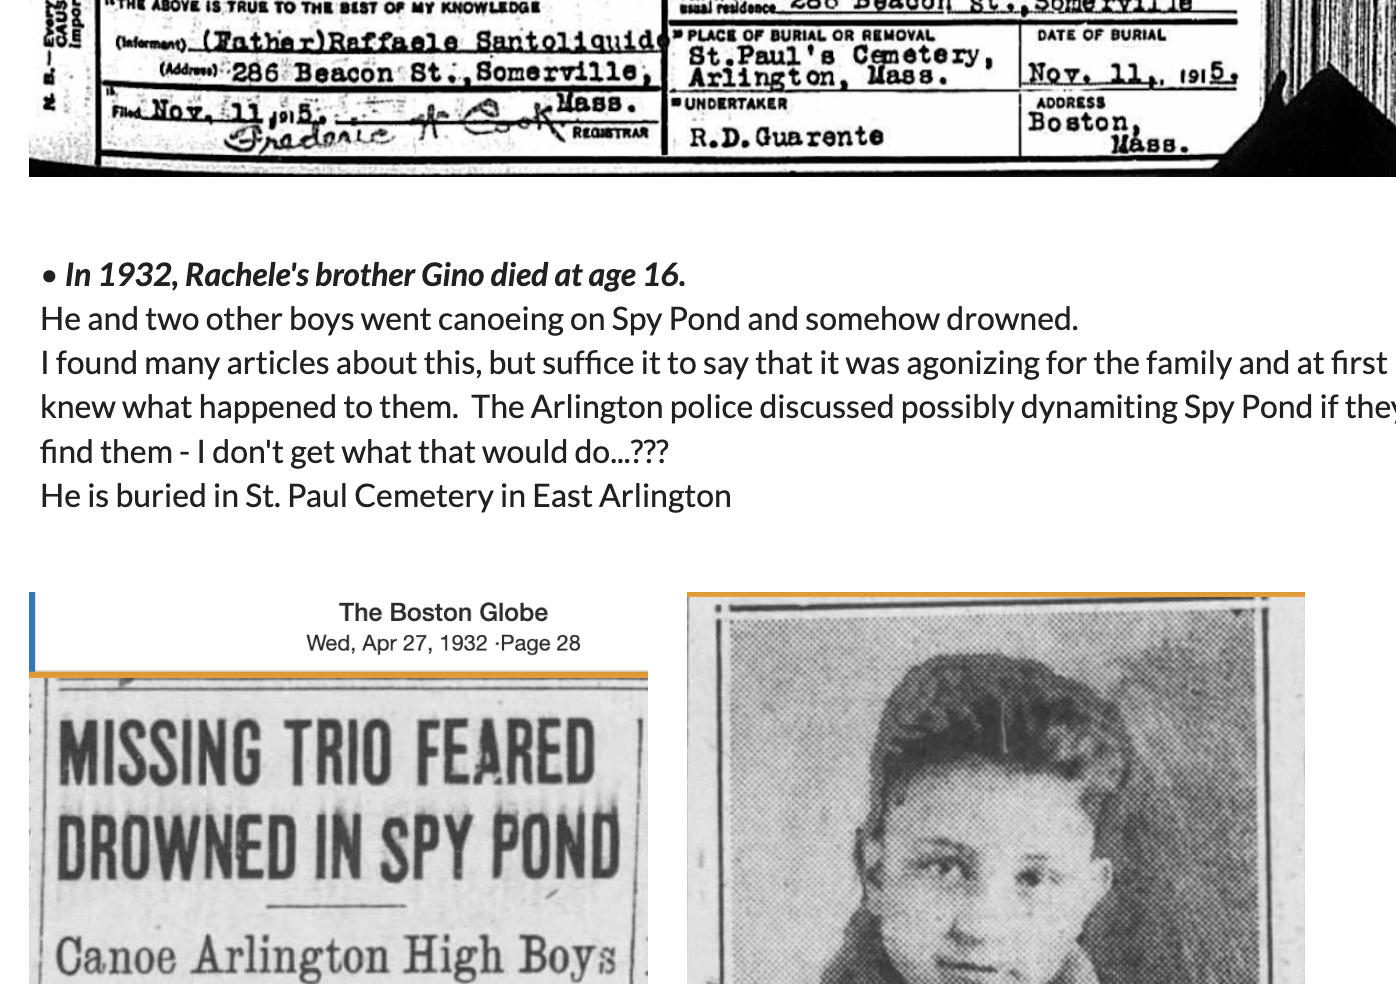 N. B.—Every
CAUS
Impor
"THE ABOVE IS TRUE TO THE BEST OF MY KNOWLEDGE
(Informant) (Father)Raffaele Santoliquido
(Address) 286 Beacon St., Somerville,
Mass.
Filed Nov. 11, 1915.
Frederic W. Cook
REGISTRAR
usual residence 286 Beacon St., Somerville
PLACE OF BURIAL OR REMOVAL
St.Paul's Cemetery,
Arlington, Mass.
DATE OF BURIAL
Nov. 11, 1915.
UNDERTAKER
R.D.Guarente
ADDRESS
Boston,
Mass.
• In 1932, Rachele's brother Gino died at age 16.
He and two other boys went canoeing on Spy Pond and somehow drowned.
I found many articles about this, but suffice it to say that it was agonizing for the family and at first
knew what happened to them.  The Arlington police discussed possibly dynamiting Spy Pond if they
find them - I don't get what that would do...???
He is buried in St. Paul Cemetery in East Arlington
The Boston Globe
Wed, Apr 27, 1932 ·Page 28
MISSING TRIO FEARED
DROWNED IN SPY POND
Canoe Arlington High Boys